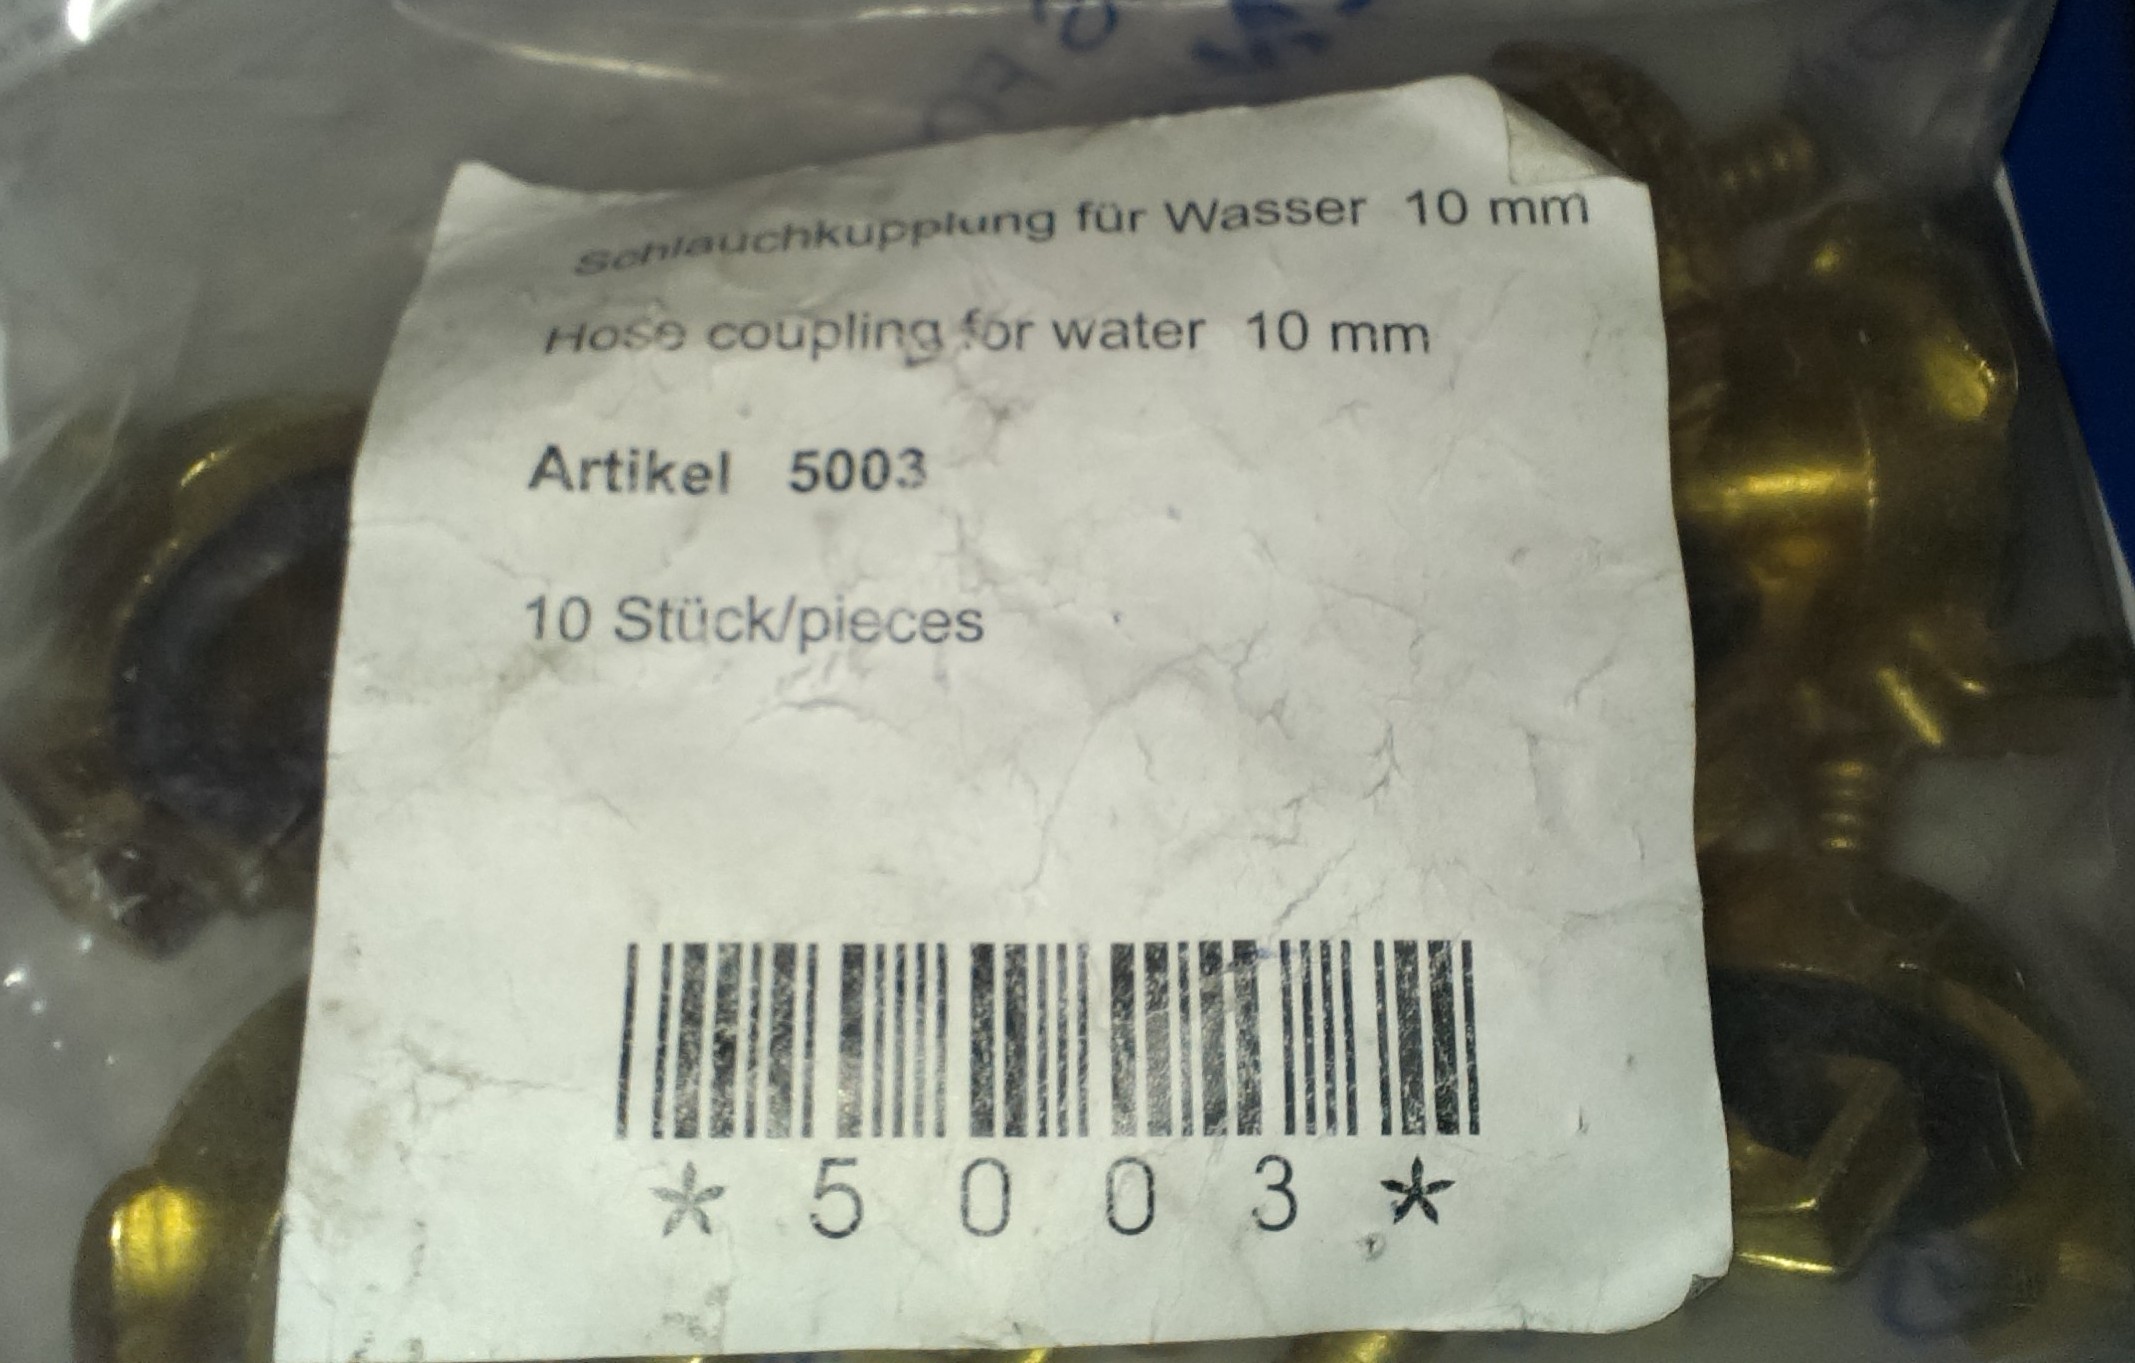 Schlauchkupplung für Wasser 10 mm
Hose coupling for water 10 mm
Artikel 5003
10 Stück/pieces
*5003*